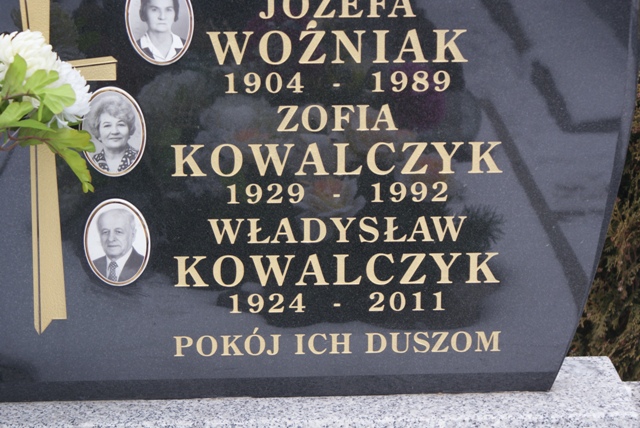 JÓZEFA
WOŹNIAK
1904 - 1989
ZOFIA
KOWALCZYK
1929 - 1992
WŁADYSŁAW
KOWALCZYK
1924 - 2011
POKÓJ ICH DUSZOM